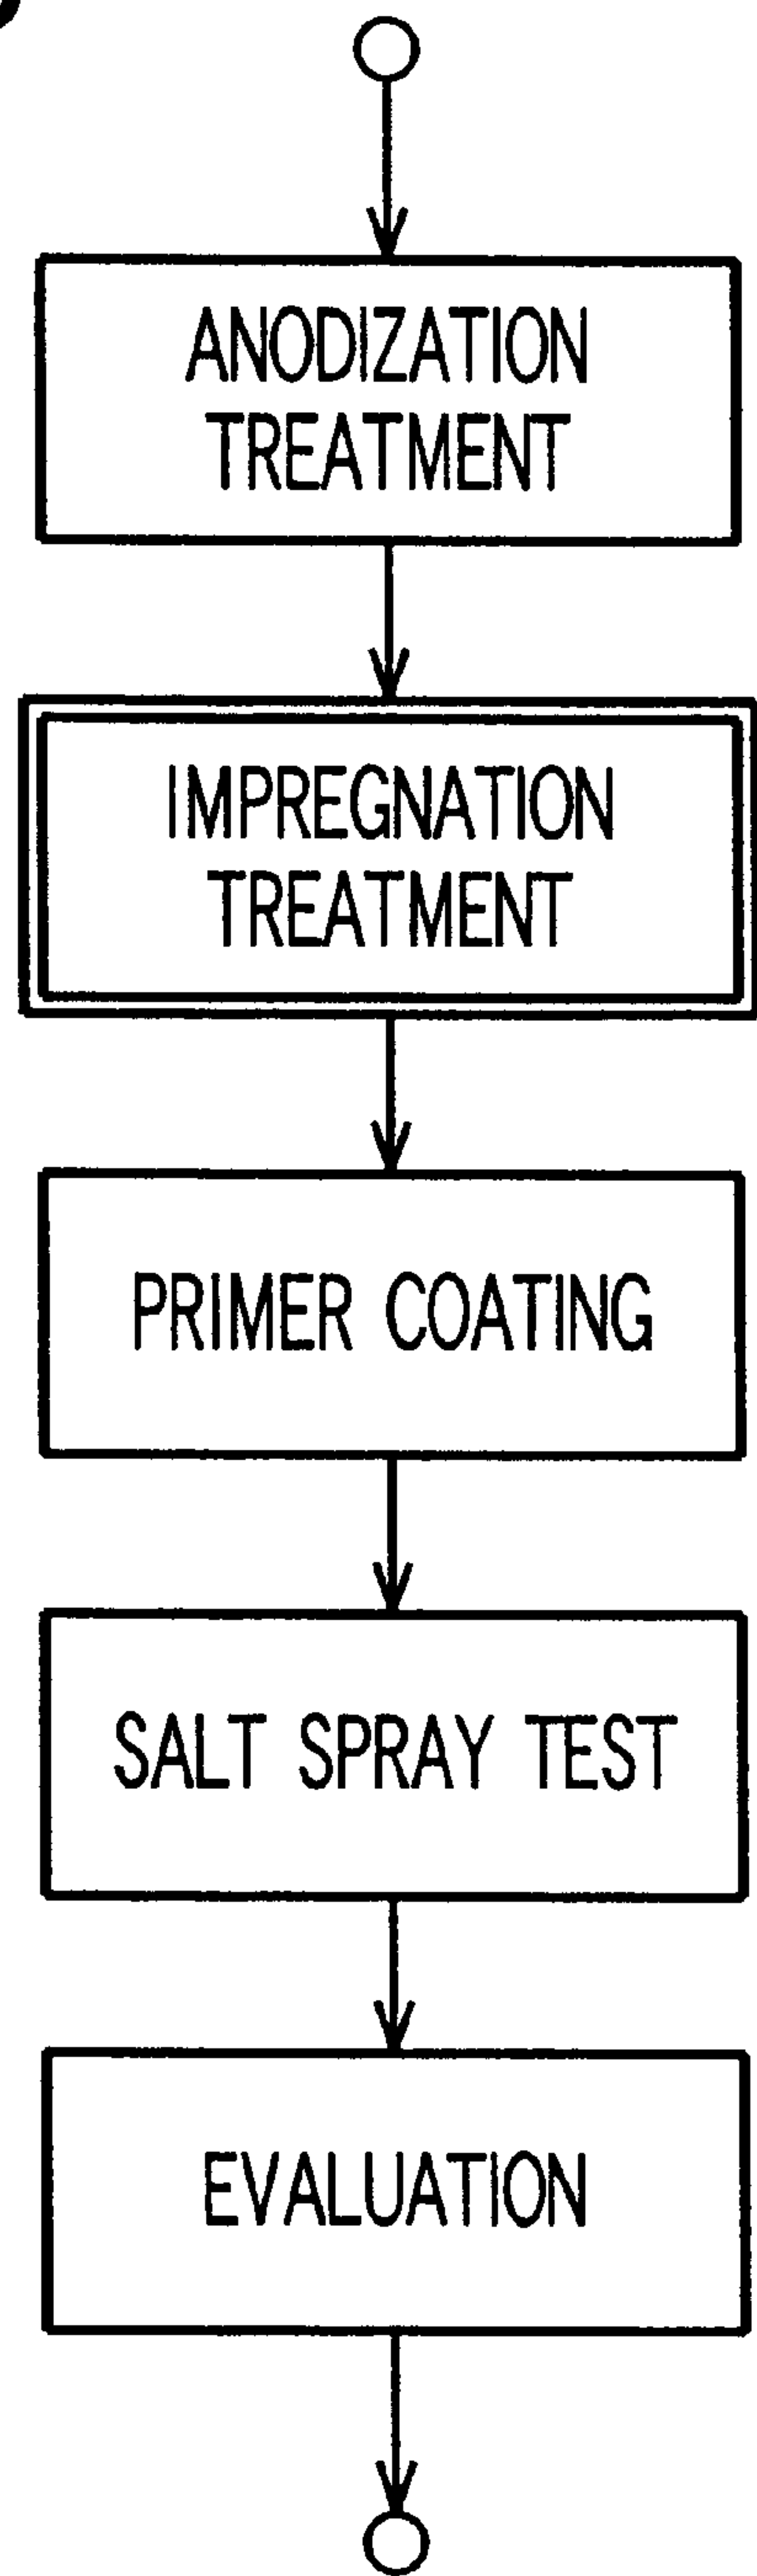 ANODIZATION
TREATMENT
IMPREGNATION
TREATMENT
PRIMER COATING
SALT SPRAY TEST
EVALUATION